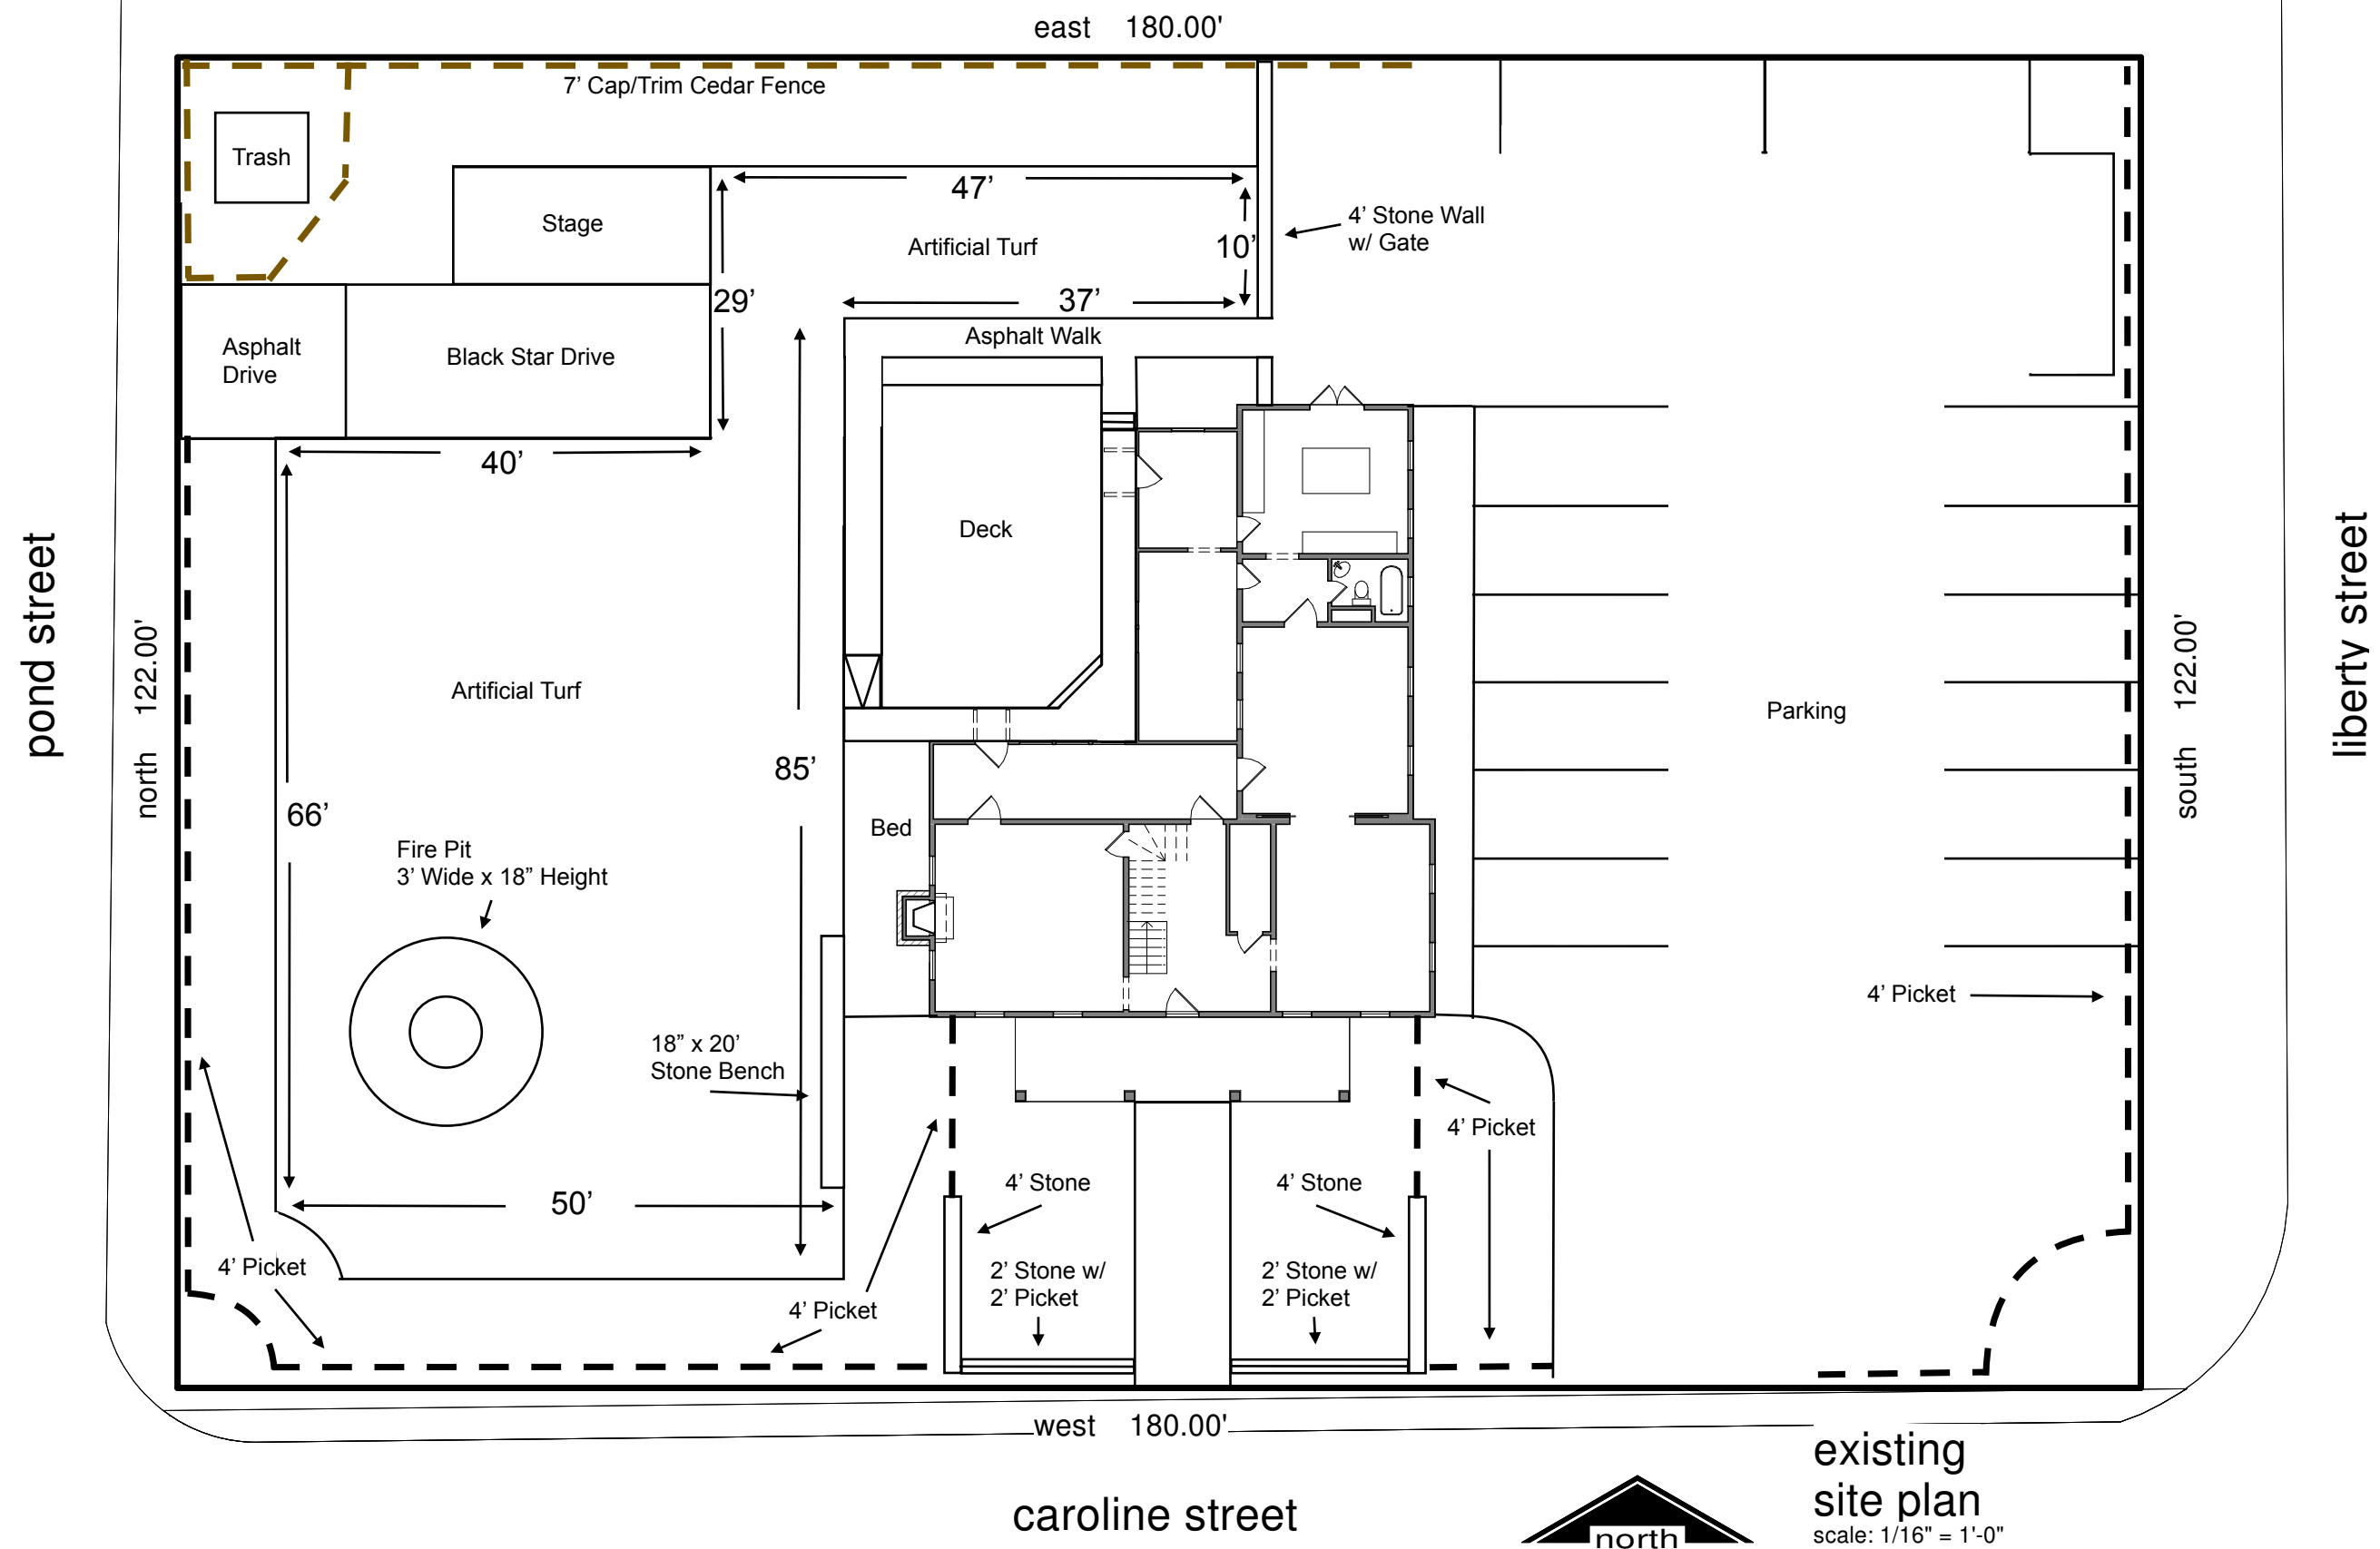 east 180.00'
7’ Cap/Trim Cedar Fence
Trash
Stage
47’
Artificial Turf
10’
4’ Stone Wall
w/ Gate
29’
37’
Asphalt Walk
Asphalt
Drive
Black Star Drive
40’
Deck
pond street
north 122.00'
Artificial Turf
Parking
south 122.00'
liberty street
85’
66’
Bed
Fire Pit
3’ Wide x 18” Height
4’ Picket
18” x 20’
Stone Bench
4’ Picket
4’ Stone
4’ Stone
50’
4’ Picket
2’ Stone w/
2’ Picket
2’ Stone w/
2’ Picket
4’ Picket
west 180.00'
caroline street
north
existing
site plan
scale: 1/16" = 1'-0"